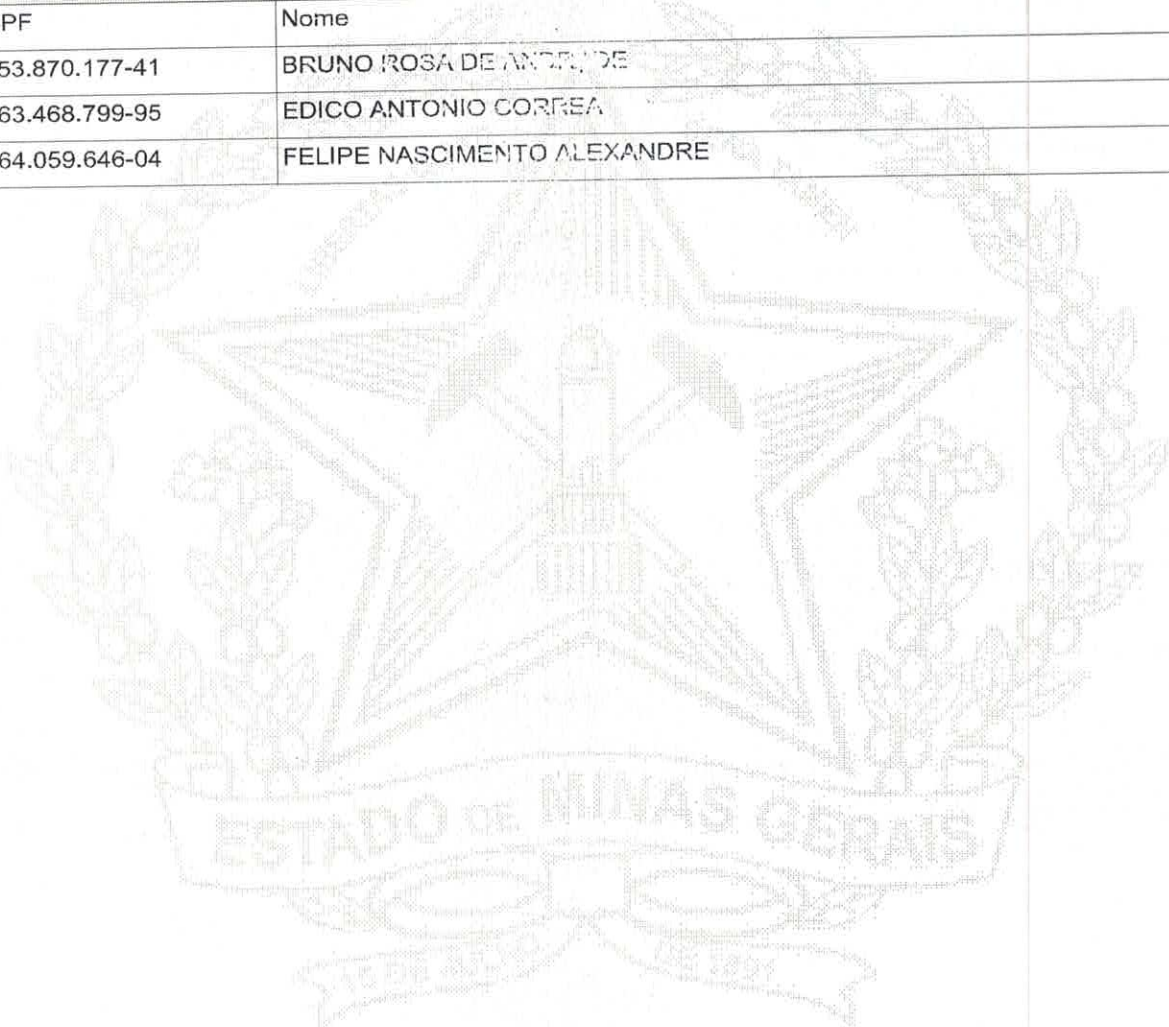 PF Nome
53.870.177-41 BRUNO ROSA DE ANDRADE
63.468.799-95 EDICO ANTONIO CORREA
64.059.646-04 FELIPE NASCIMENTO ALEXANDRE
ESTADO DE MINAS GERAIS